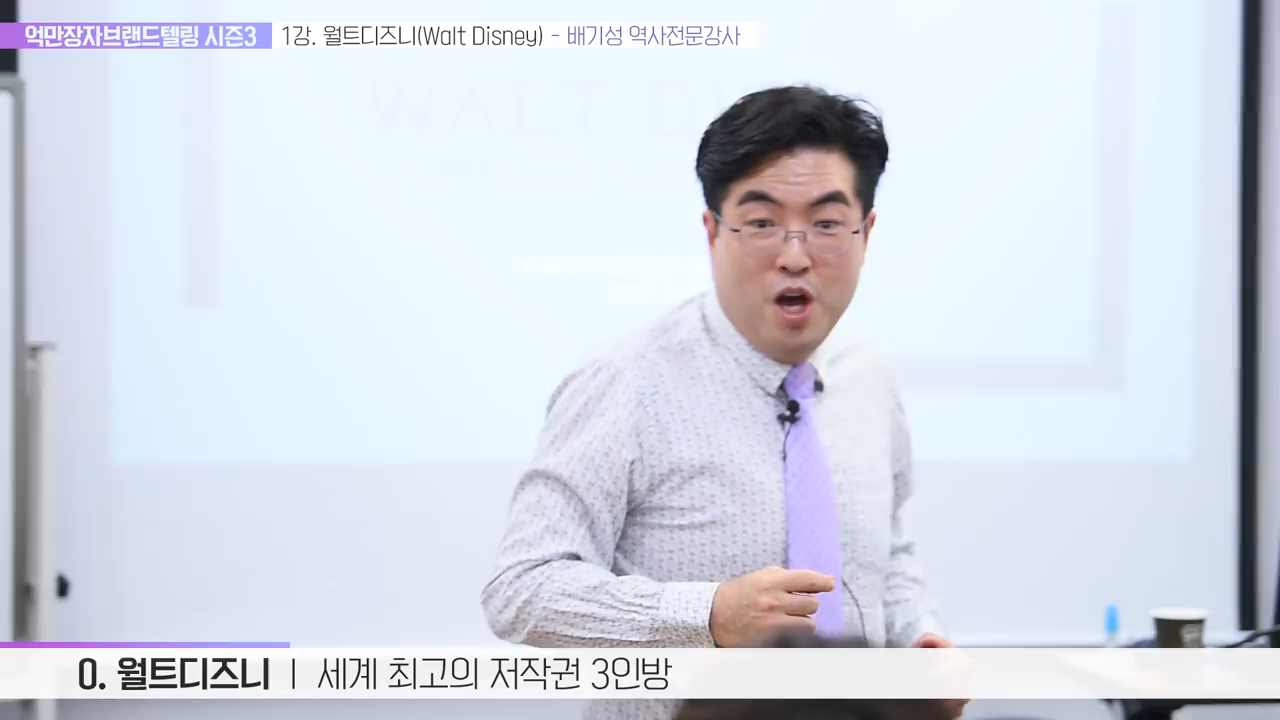 억만장자브랜드텔링 시즌3 1강. 월트디즈니(Walt Disney) - 배기성 역사전문강사
WALT DISNEY
0. 월트디즈니 | 세계 최고의 저작권 3인방